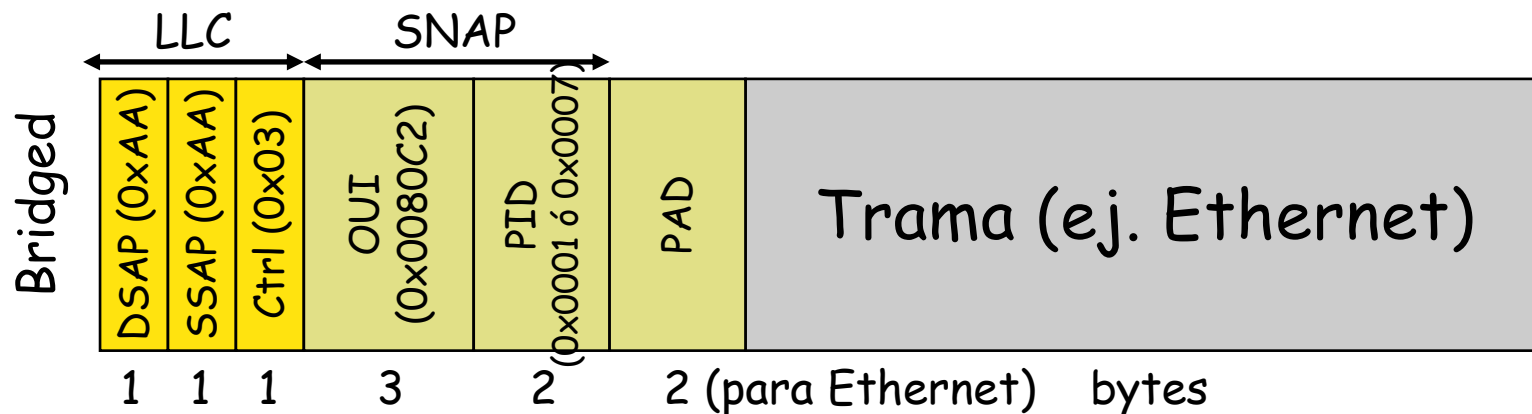 LLC
SNAP
Bridged
DSAP (0xAA)
SSAP (0xAA)
Ctrl (0x03)
OUI
(0x0080C2)
PID
(0x0001 ó 0x0007)
PAD
Trama (ej. Ethernet)
1 1 1 3 2 2 (para Ethernet) bytes